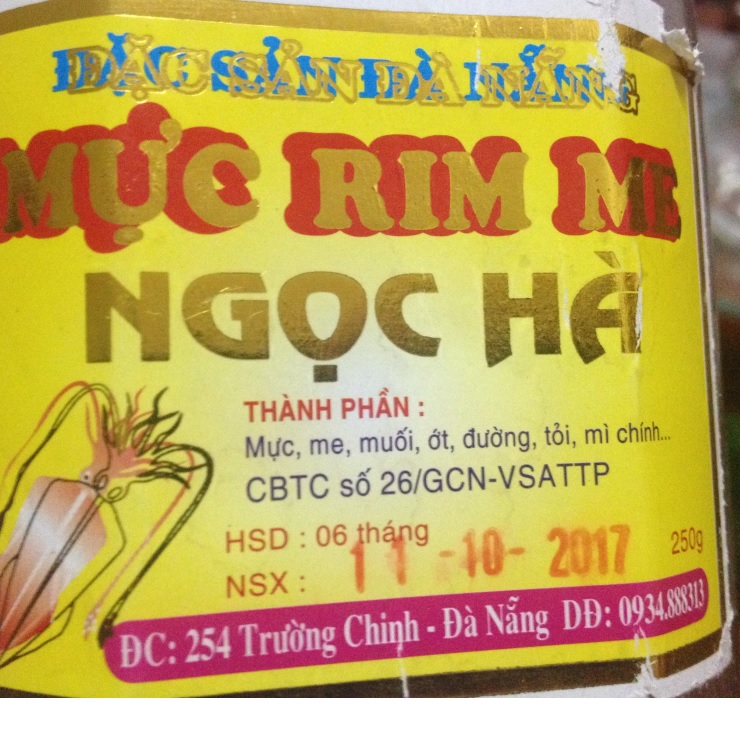 ĐẶC SẢN ĐÀ NẴNG
MỰC RIM ME
NGỌC HÀ
THÀNH PHẦN :
Mực, me, muối, ớt, đường, tỏi, mì chính...
CBTC số 26/GCN-VSATTP
HSD : 06 tháng
NSX : 11 -10- 2017 250g
ĐC: 254 Trường Chinh - Đà Nẵng DĐ: 0934.888313